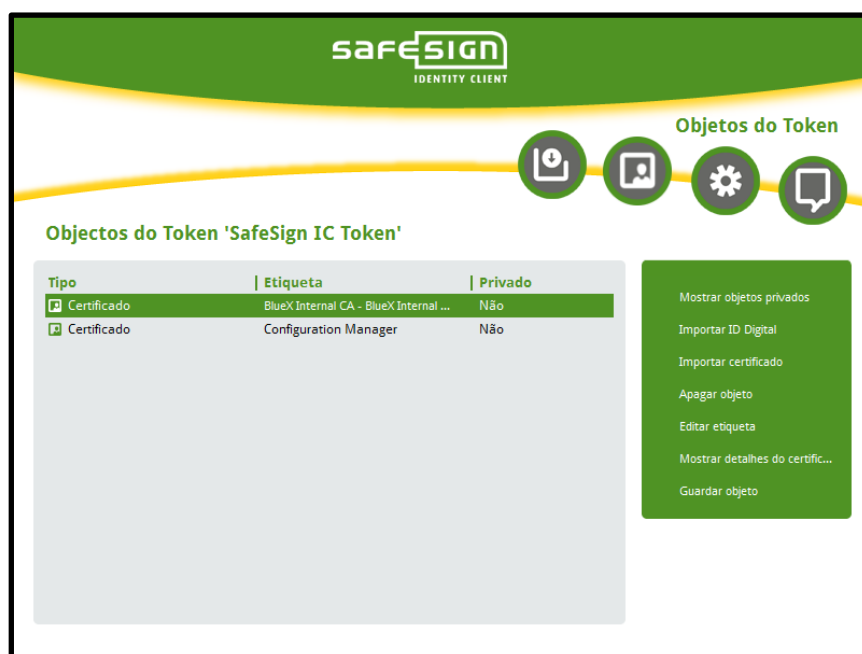 safesign
IDENTITY CLIENT
Objetos do Token
Objectos do Token 'SafeSign IC Token'
Tipo Etiqueta Privado
Certificado BlueX Internal CA - BlueX Internal ... Não
Certificado Configuration Manager Não
Mostrar objetos privados
Importar ID Digital
Importar certificado
Apagar objeto
Editar etiqueta
Mostrar detalhes do certific...
Guardar objeto